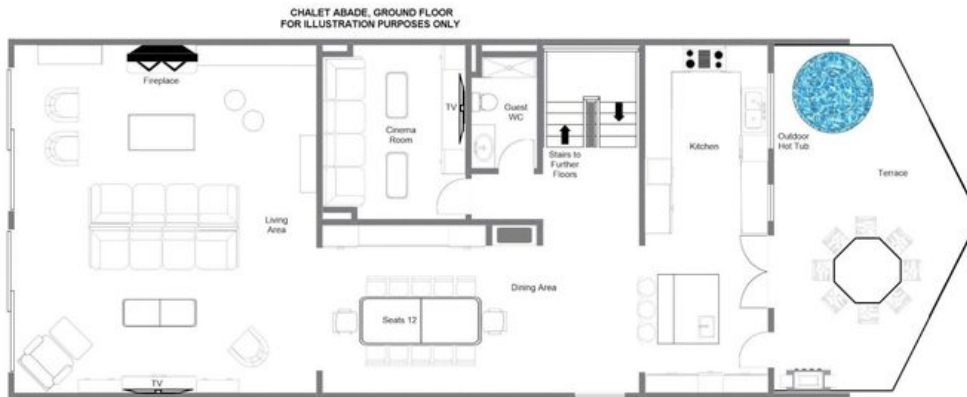 CHALET ABADE, GROUND FLOOR
FOR ILLUSTRATION PURPOSES ONLY
Fireplace
TV
Cinema
Room
Guest
WC
Stairs to
Further
Floors
Kitchen
Outdoor
Hot Tub
Terrace
Living
Area
Dining Area
Seats 12
TV